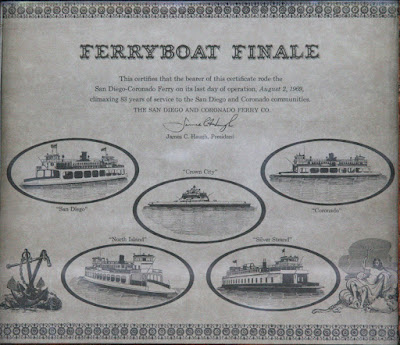 FERRYBOAT FINALE
This certifies that the bearer of this certificate rode the
San Diego-Coronado Ferry on its last day of operation, August 2, 1969,
climaxing 83 years of service to the San Diego and Coronado communities.
THE SAN DIEGO AND CORONADO FERRY CO.
James C. Haugh, President
"San Diego"
"Crown City"
"Coronado"
"North Island"
"Silver Strand"